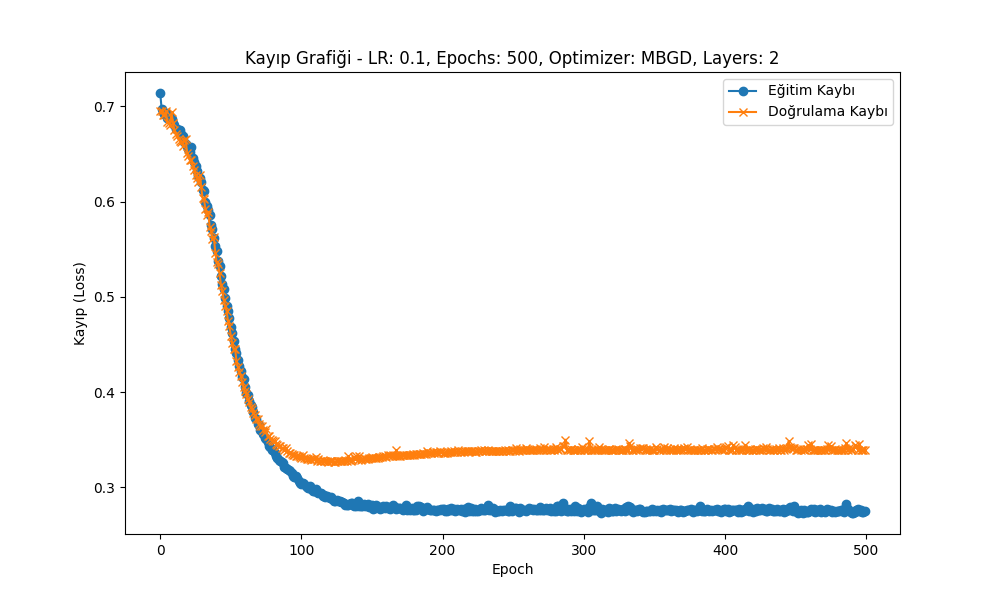 Kayıp Grafiği - LR: 0.1, Epochs: 500, Optimizer: MBGD, Layers: 2
Eğitim Kaybı
Doğrulama Kaybı
Kayıp (Loss)
0.7
0.6
0.5
0.4
0.3
0 100 200 300 400 500
Epoch